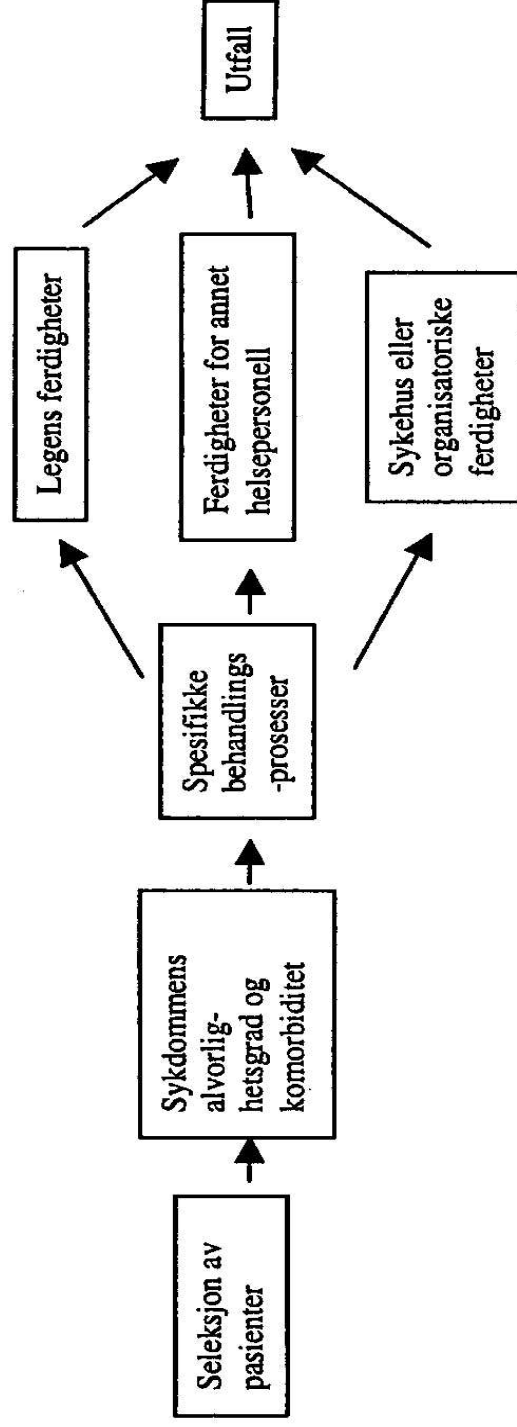 Seleksjon av
pasienter
Sykdommens
alvorlig-
hetsgrad og
komorbiditet
Spesifikke
behandlings
-prosesser
Legens ferdigheter
Ferdigheter for annet
helsepersonell
Sykehus eller
organisatoriske
ferdigheter
Utfall